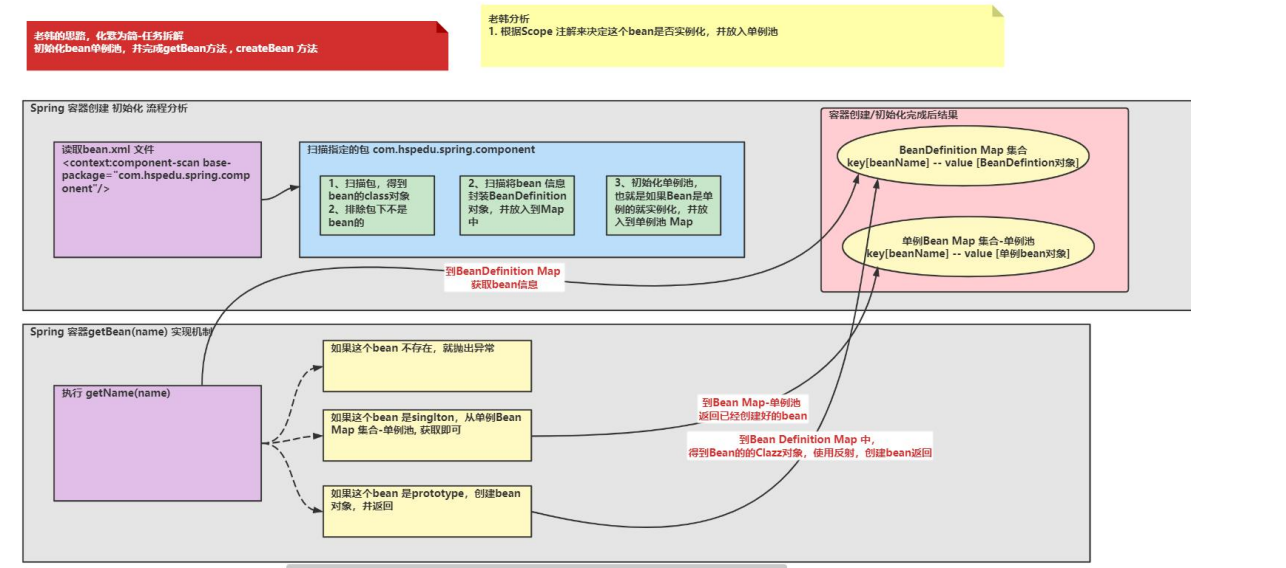 老韩的思路，化繁为简-任务拆解
初始化bean单例池，并完成getBean方法 , createBean 方法
老韩分析
1. 根据Scope 注解来决定这个bean是否实例化，并放入单例池
Spring 容器创建 初始化 流程分析
读取bean.xml 文件
<context:component-scan base-
package="com.hspedu.spring.comp
onent"/>
扫描指定的包 com.hspedu.spring.component
1、扫描包，得到
bean的class对象
2、排除包下不是
bean的
2、扫描将bean 信息
封装BeanDefinition
对象，并放入到Map
中
3、初始化单例池，
也就是如果Bean是单
例的就实例化，并放
入到单例池 Map
容器创建/初始化完成后结果
BeanDefinition Map 集合
key[beanName] -- value [BeanDefintion对象]
单例Bean Map 集合-单例池
key[beanName] -- value [单例bean对象]
到BeanDefinition Map
获取bean信息
Spring 容器getBean(name) 实现机制
执行 getName(name)
如果这个bean 不存在，就抛出异常
如果这个bean 是singlton，从单例Bean
Map 集合-单例池, 获取即可
如果这个bean 是prototype，创建bean
对象，并返回
到Bean Map-单例池
返回已经创建好的bean
到Bean Definition Map 中，
得到Bean的的Clazz对象，使用反射，创建bean返回